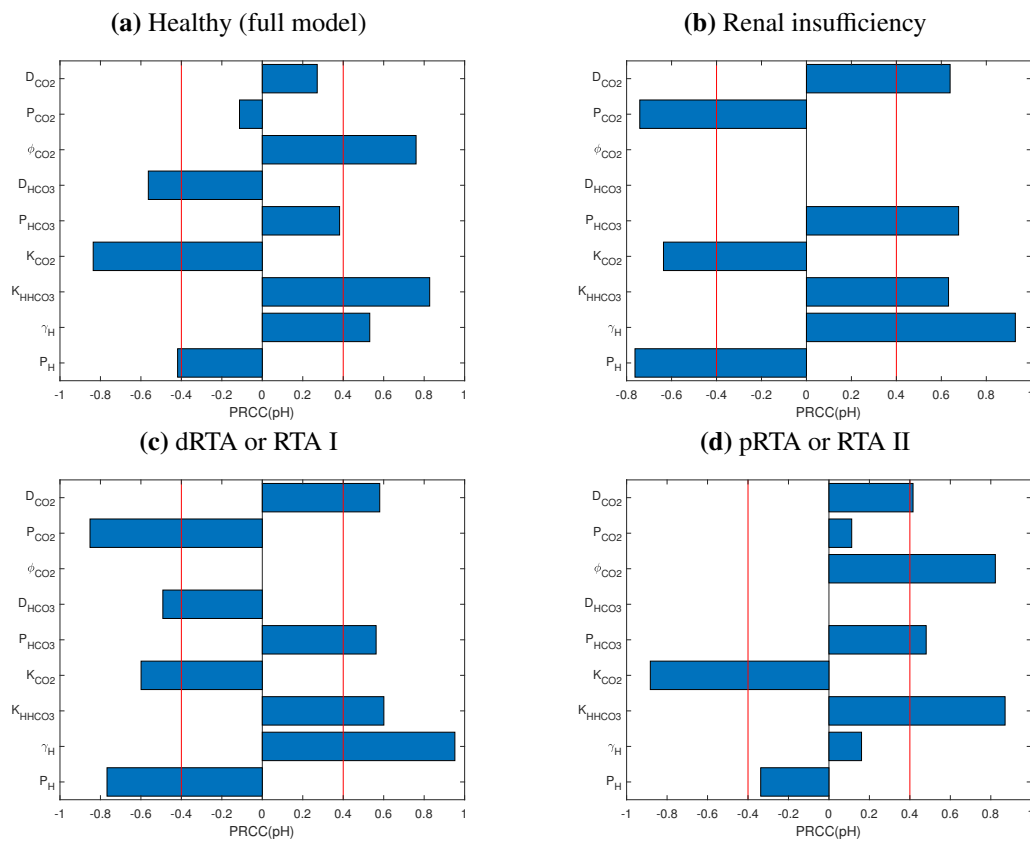 (a) Healthy (full model)
D_CO2
P_CO2
ϕ_CO2
D_HCO3
P_HCO3
K_CO2
K_HHCO3
γ_H
P_H
-1 -0.8 -0.6 -0.4 -0.2 0 0.2 0.4 0.6 0.8 1
PRCC(pH)
(b) Renal insufficiency
D_CO2
P_CO2
ϕ_CO2
D_HCO3
P_HCO3
K_CO2
K_HHCO3
γ_H
P_H
-0.8 -0.6 -0.4 -0.2 0 0.2 0.4 0.6 0.8 1
PRCC(pH)
(c) dRTA or RTA I
D_CO2
P_CO2
ϕ_CO2
D_HCO3
P_HCO3
K_CO2
K_HHCO3
γ_H
P_H
-1 -0.8 -0.6 -0.4 -0.2 0 0.2 0.4 0.6 0.8 1
PRCC(pH)
(d) pRTA or RTA II
D_CO2
P_CO2
ϕ_CO2
D_HCO3
P_HCO3
K_CO2
K_HHCO3
γ_H
P_H
-1 -0.8 -0.6 -0.4 -0.2 0 0.2 0.4 0.6 0.8 1
PRCC(pH)